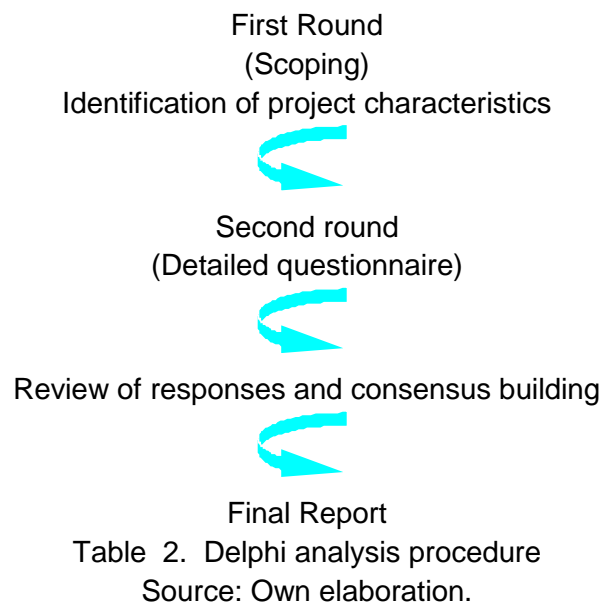 First Round
(Scoping)
Identification of project characteristics
Second round
(Detailed questionnaire)
Review of responses and consensus building
Final Report
Table 2. Delphi analysis procedure
Source: Own elaboration.